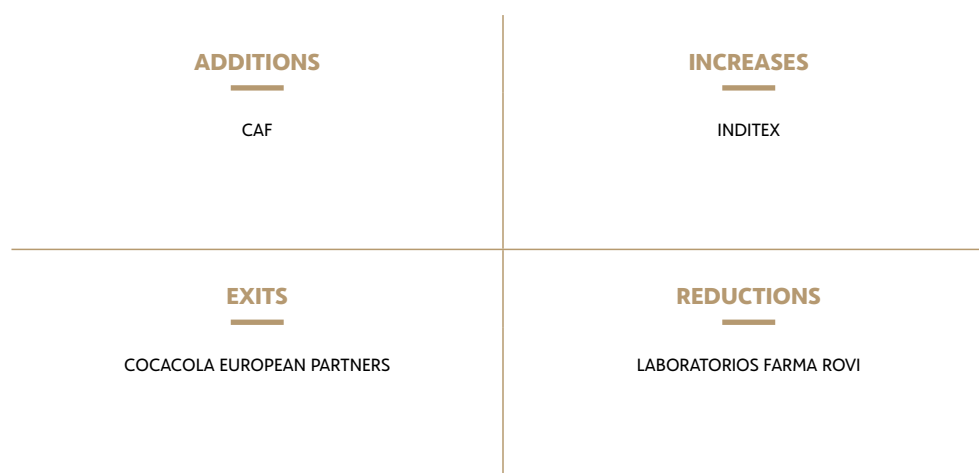 ADDITIONS
CAF
INCREASES
INDITEX
EXITS
COCACOLA EUROPEAN PARTNERS
REDUCTIONS
LABORATORIOS FARMA ROVI